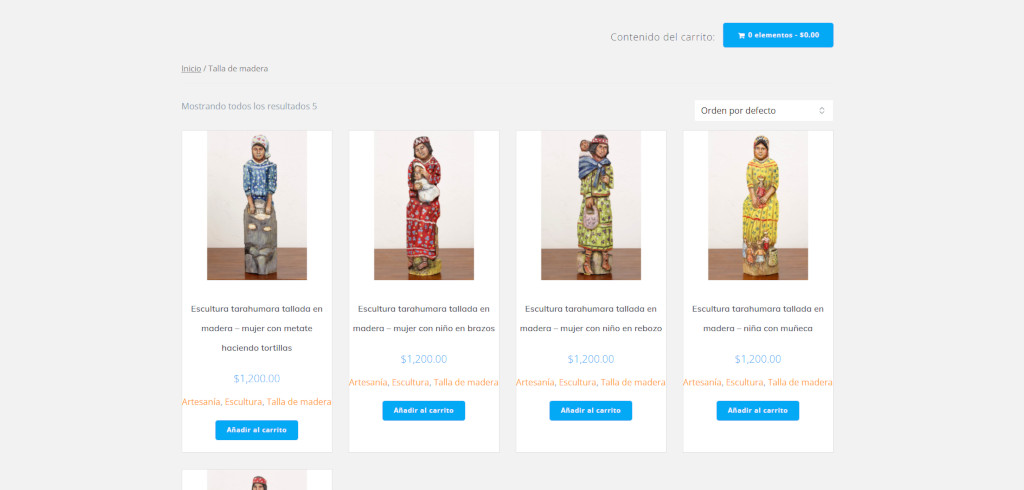 Contenido del carrito: 0 elementos - $0.00
Inicio / Talla de madera
Mostrando todos los resultados 5
Orden por defecto
Escultura tarahumara tallada en
madera – mujer con metate
haciendo tortillas
$1,200.00
Artesanía, Escultura, Talla de madera
Añadir al carrito
Escultura tarahumara tallada en
madera – mujer con niño en brazos
$1,200.00
Artesanía, Escultura, Talla de madera
Añadir al carrito
Escultura tarahumara tallada en
madera – mujer con niño en rebozo
$1,200.00
Artesanía, Escultura, Talla de madera
Añadir al carrito
Escultura tarahumara tallada en
madera – niña con muñeca
$1,200.00
Artesanía, Escultura, Talla de madera
Añadir al carrito